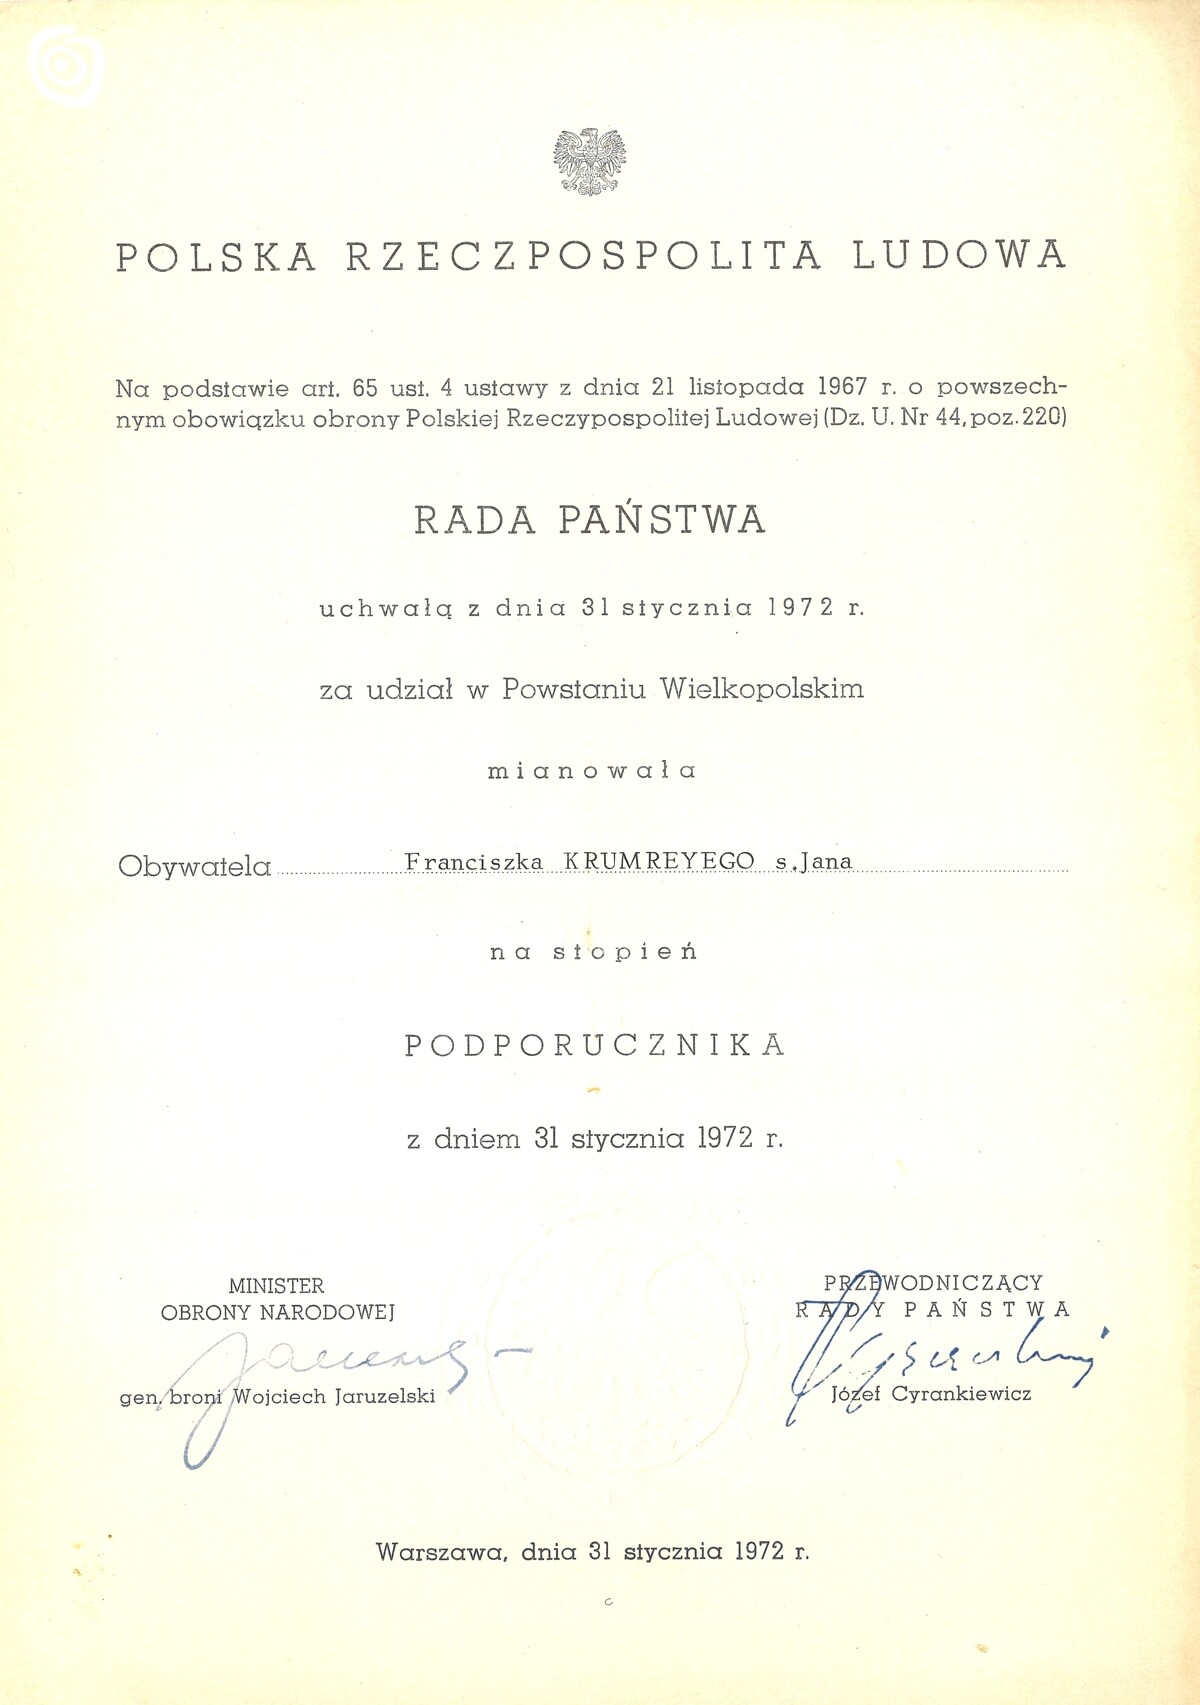 POLSKA RZECZPOSPOLITA LUDOWA
Na podstawie art. 65 ust. 4 ustawy z dnia 21 listopada 1967 r. o powszech-
nym obowiązku obrony Polskiej Rzeczypospolitej Ludowej (Dz. U. Nr 44, poz. 220)
RADA PAŃSTWA
uchwałą z dnia 31 stycznia 1972 r.
za udział w Powstaniu Wielkopolskim
mianowała
Obywatela Franciszka KRUMREYEGO s.Jana
na stopień
PODPORUCZNIKA
z dniem 31 stycznia 1972 r.
MINISTER
OBRONY NARODOWEJ
gen. broni Wojciech Jaruzelski
PRZEWODNICZĄCY
RADY PAŃSTWA
Józef Cyrankiewicz
Warszawa, dnia 31 stycznia 1972 r.